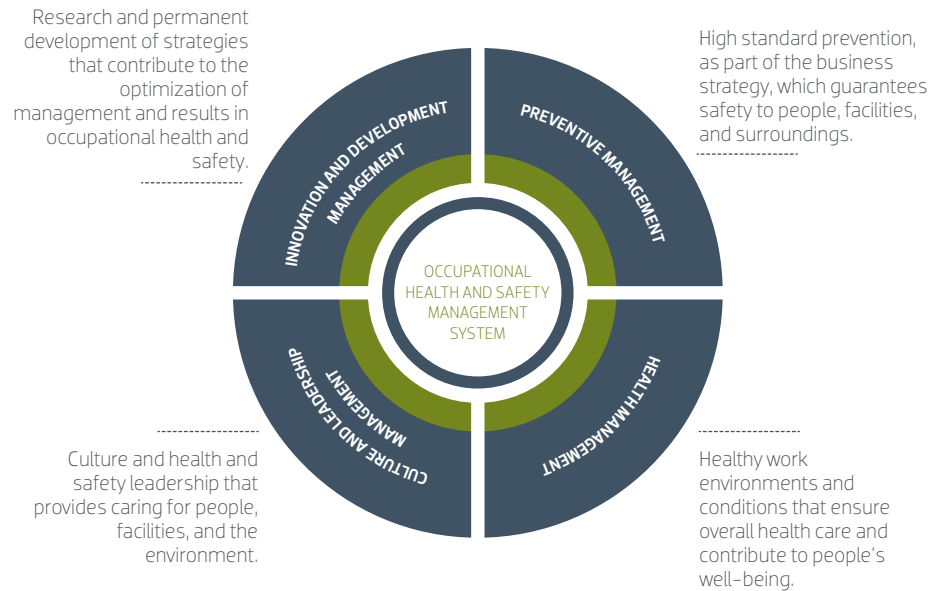 Research and permanent
development of strategies
that contribute to the
optimization of
management and results in
occupational health and
safety.
High standard prevention,
as part of the business
strategy, which guarantees
safety to people, facilities,
and surroundings.
INNOVATION AND DEVELOPMENT
MANAGEMENT
PREVENTIVE MANAGEMENT
OCCUPATIONAL
HEALTH AND SAFETY
MANAGEMENT
SYSTEM
CULTURE AND LEADERSHIP
MANAGEMENT
HEALTH MANAGEMENT
Culture and health and
safety leadership that
provides caring for people,
facilities, and the
environment.
Healthy work
environments and
conditions that ensure
overall health care and
contribute to people's
well-being.